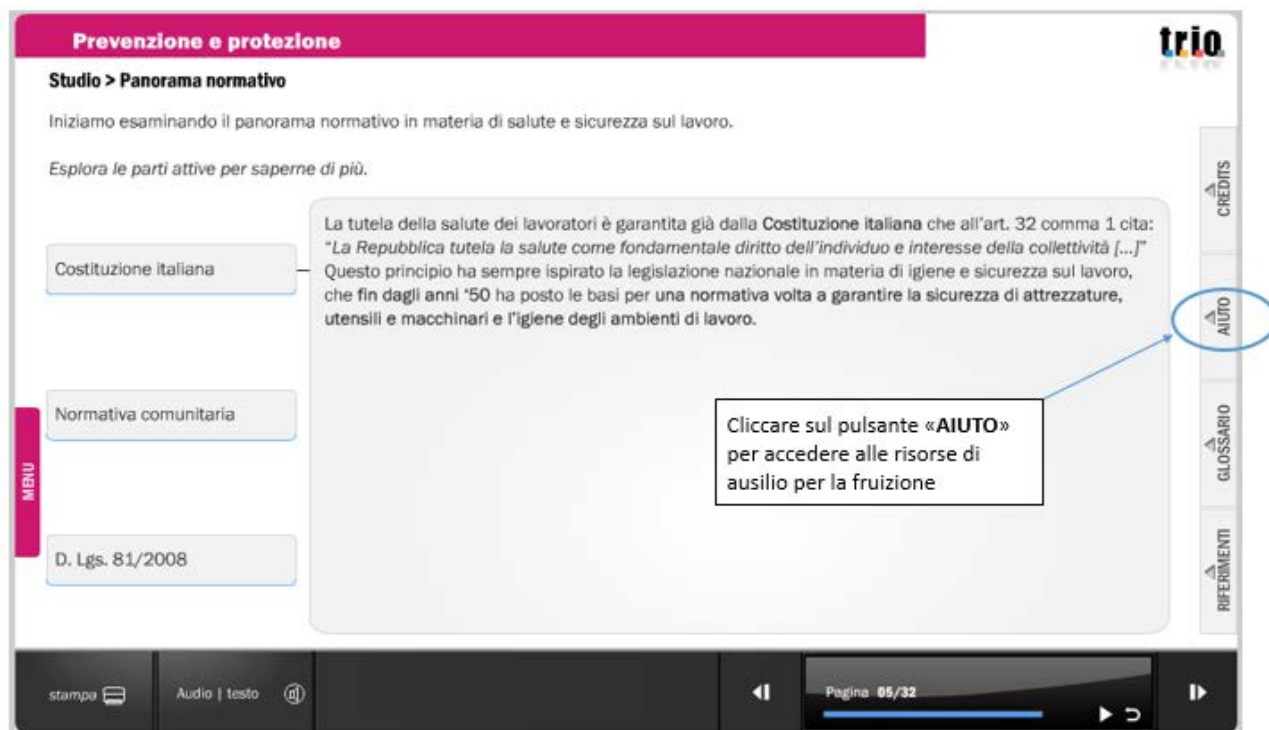 Prevenzione e protezione
trio
Studio > Panorama normativo
Iniziamo esaminando il panorama normativo in materia di salute e sicurezza sul lavoro.
Esplora le parti attive per saperne di più.
Costituzione italiana
La tutela della salute dei lavoratori è garantita già dalla Costituzione italiana che all'art. 32 comma 1 cita:
"La Repubblica tutela la salute come fondamentale diritto dell'individuo e interesse della collettività [...]"
Questo principio ha sempre ispirato la legislazione nazionale in materia di igiene e sicurezza sul lavoro,
che fin dagli anni '50 ha posto le basi per una normativa volta a garantire la sicurezza di attrezzature,
utensili e macchinari e l'igiene degli ambienti di lavoro.
Normativa comunitaria
D. Lgs. 81/2008
Cliccare sul pulsante «AIUTO»
per accedere alle risorse di
ausilio per la fruizione
MENU
CREDITS
AIUTO
GLOSSARIO
RIFERIMENTI
stampa
Audio | testo
Pagina 05/32